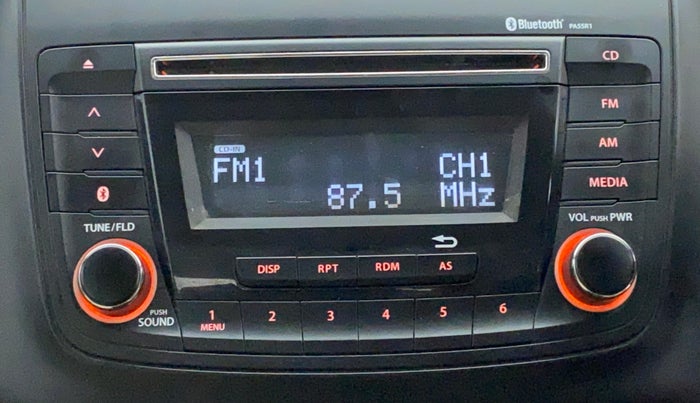 Bluetooth® PA5SR1
CD
FM
AM
MEDIA
CD-IN
FM1 CH1
87.5 MHz
TUNE/FLD
VOL PUSH PWR
DISP RPT RDM AS
PUSH
SOUND
1 2 3 4 5 6
MENU